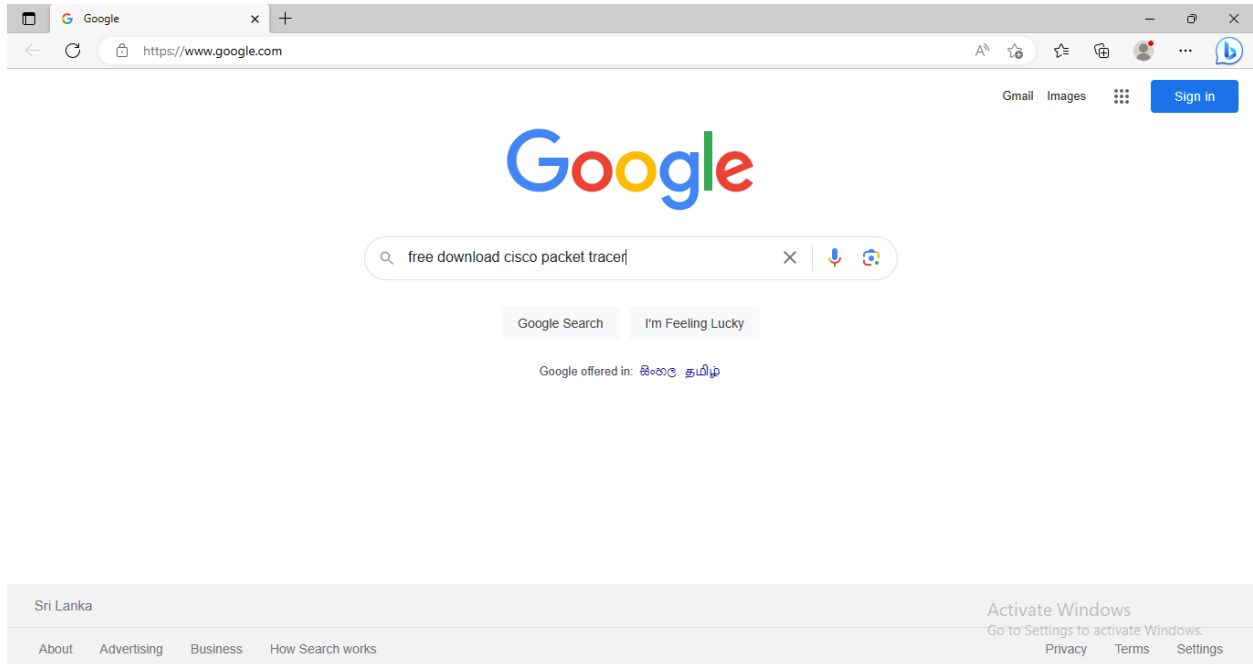 Google
https://www.google.com
Gmail Images Sign in
Google
free download cisco packet tracer
Google Search I'm Feeling Lucky
Google offered in: සිංහල தமிழ்
Sri Lanka
Activate Windows
Go to Settings to activate Windows.
About Advertising Business How Search works Privacy Terms Settings